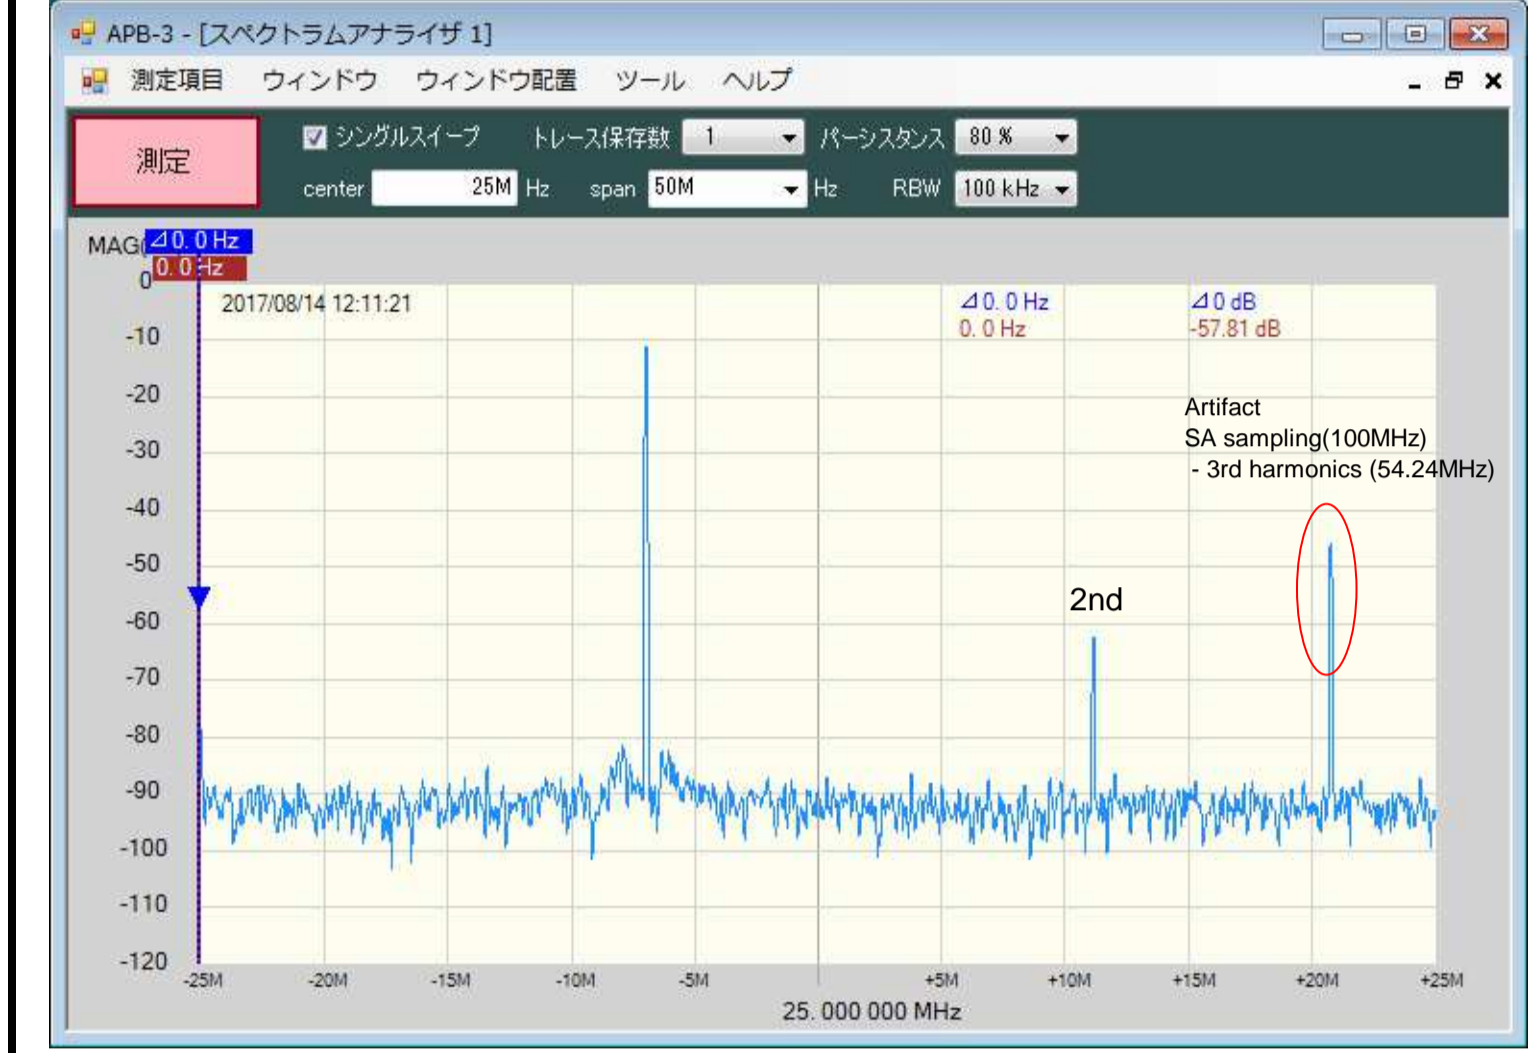 APB-3 - [スペクトラムアナライザ 1]
測定項目 ウィンドウ ウィンドウ配置 ツール ヘルプ
測定
シングルスイープ トレース保存数 1 パーシスタンス 80 %
center 25M Hz span 50M Hz RBW 100 kHz
MAG(
⊿0.0 Hz
0.0 Hz
0
2017/08/14 12:11:21
⊿0.0 Hz ⊿0 dB
0.0 Hz -57.81 dB
-10
-20
Artifact
SA sampling(100MHz)
- 3rd harmonics (54.24MHz)
-30
-40
-50
2nd
-60
-70
-80
-90
-100
-110
-120
-25M -20M -15M -10M -5M +5M +10M +15M +20M +25M
25.000 000 MHz